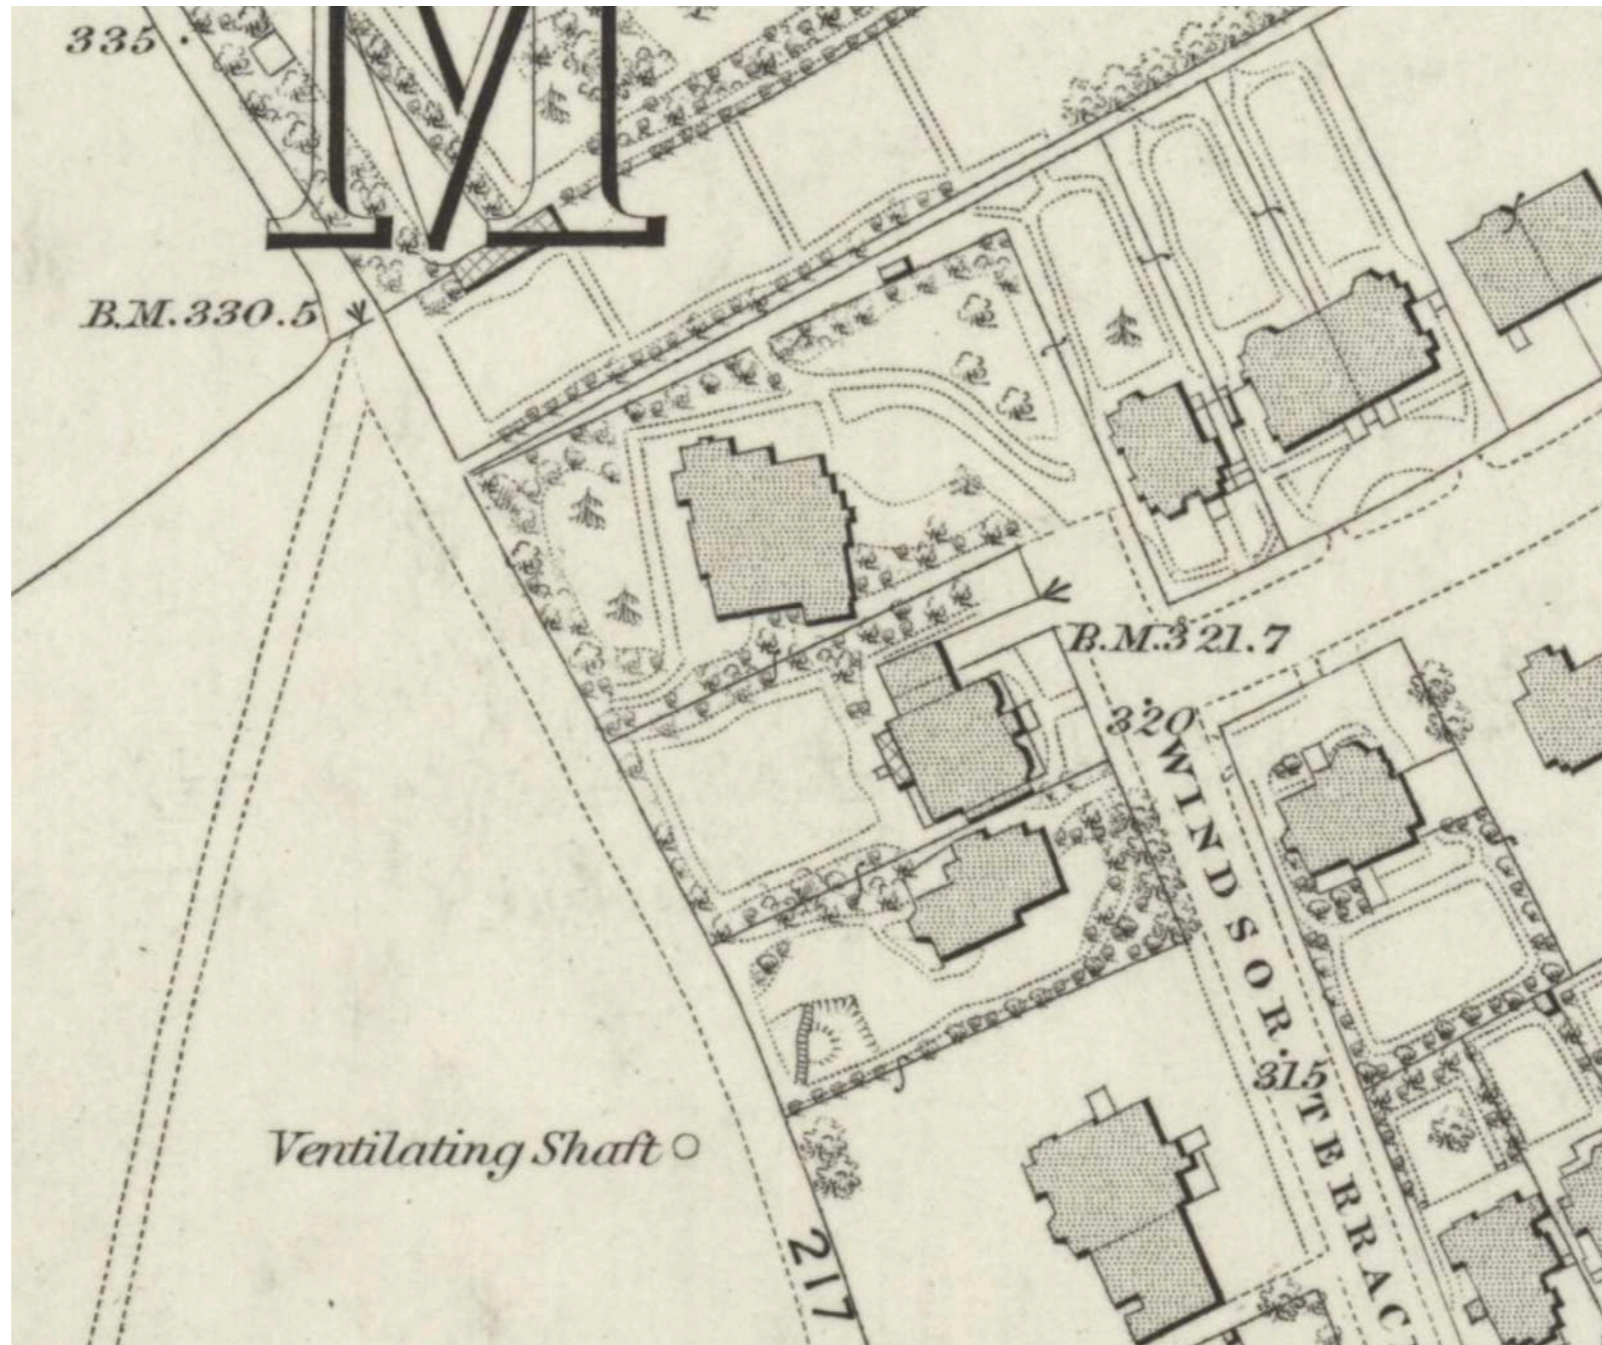 335
M
B.M.330.5
B.M.321.7
320
WINDSOR
315
TERRAC
Ventilating Shaft
217